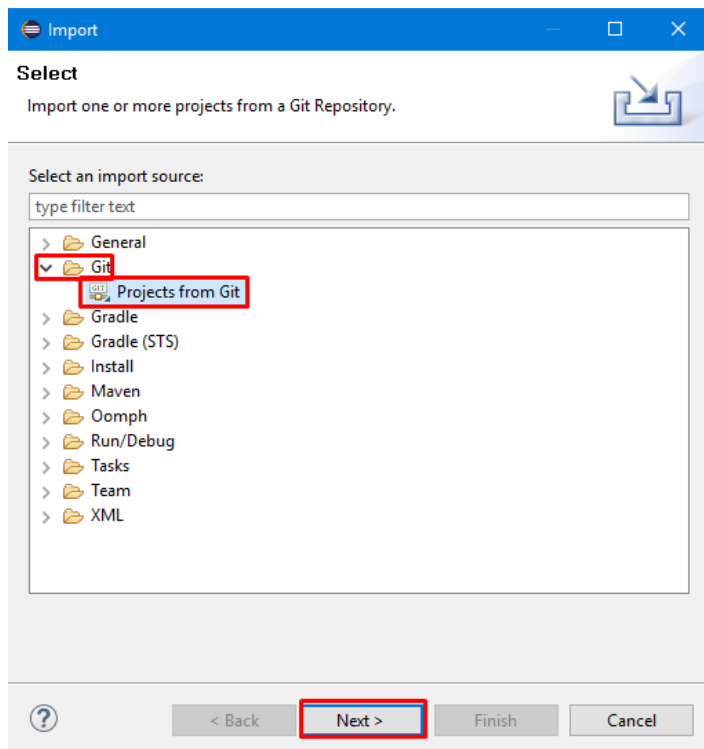 Import
Select
Import one or more projects from a Git Repository.
Select an import source:
type filter text
General
Git
GIT
Projects from Git
Gradle
Gradle (STS)
Install
Maven
Oomph
Run/Debug
Tasks
Team
XML
?
< Back
Next >
Finish
Cancel